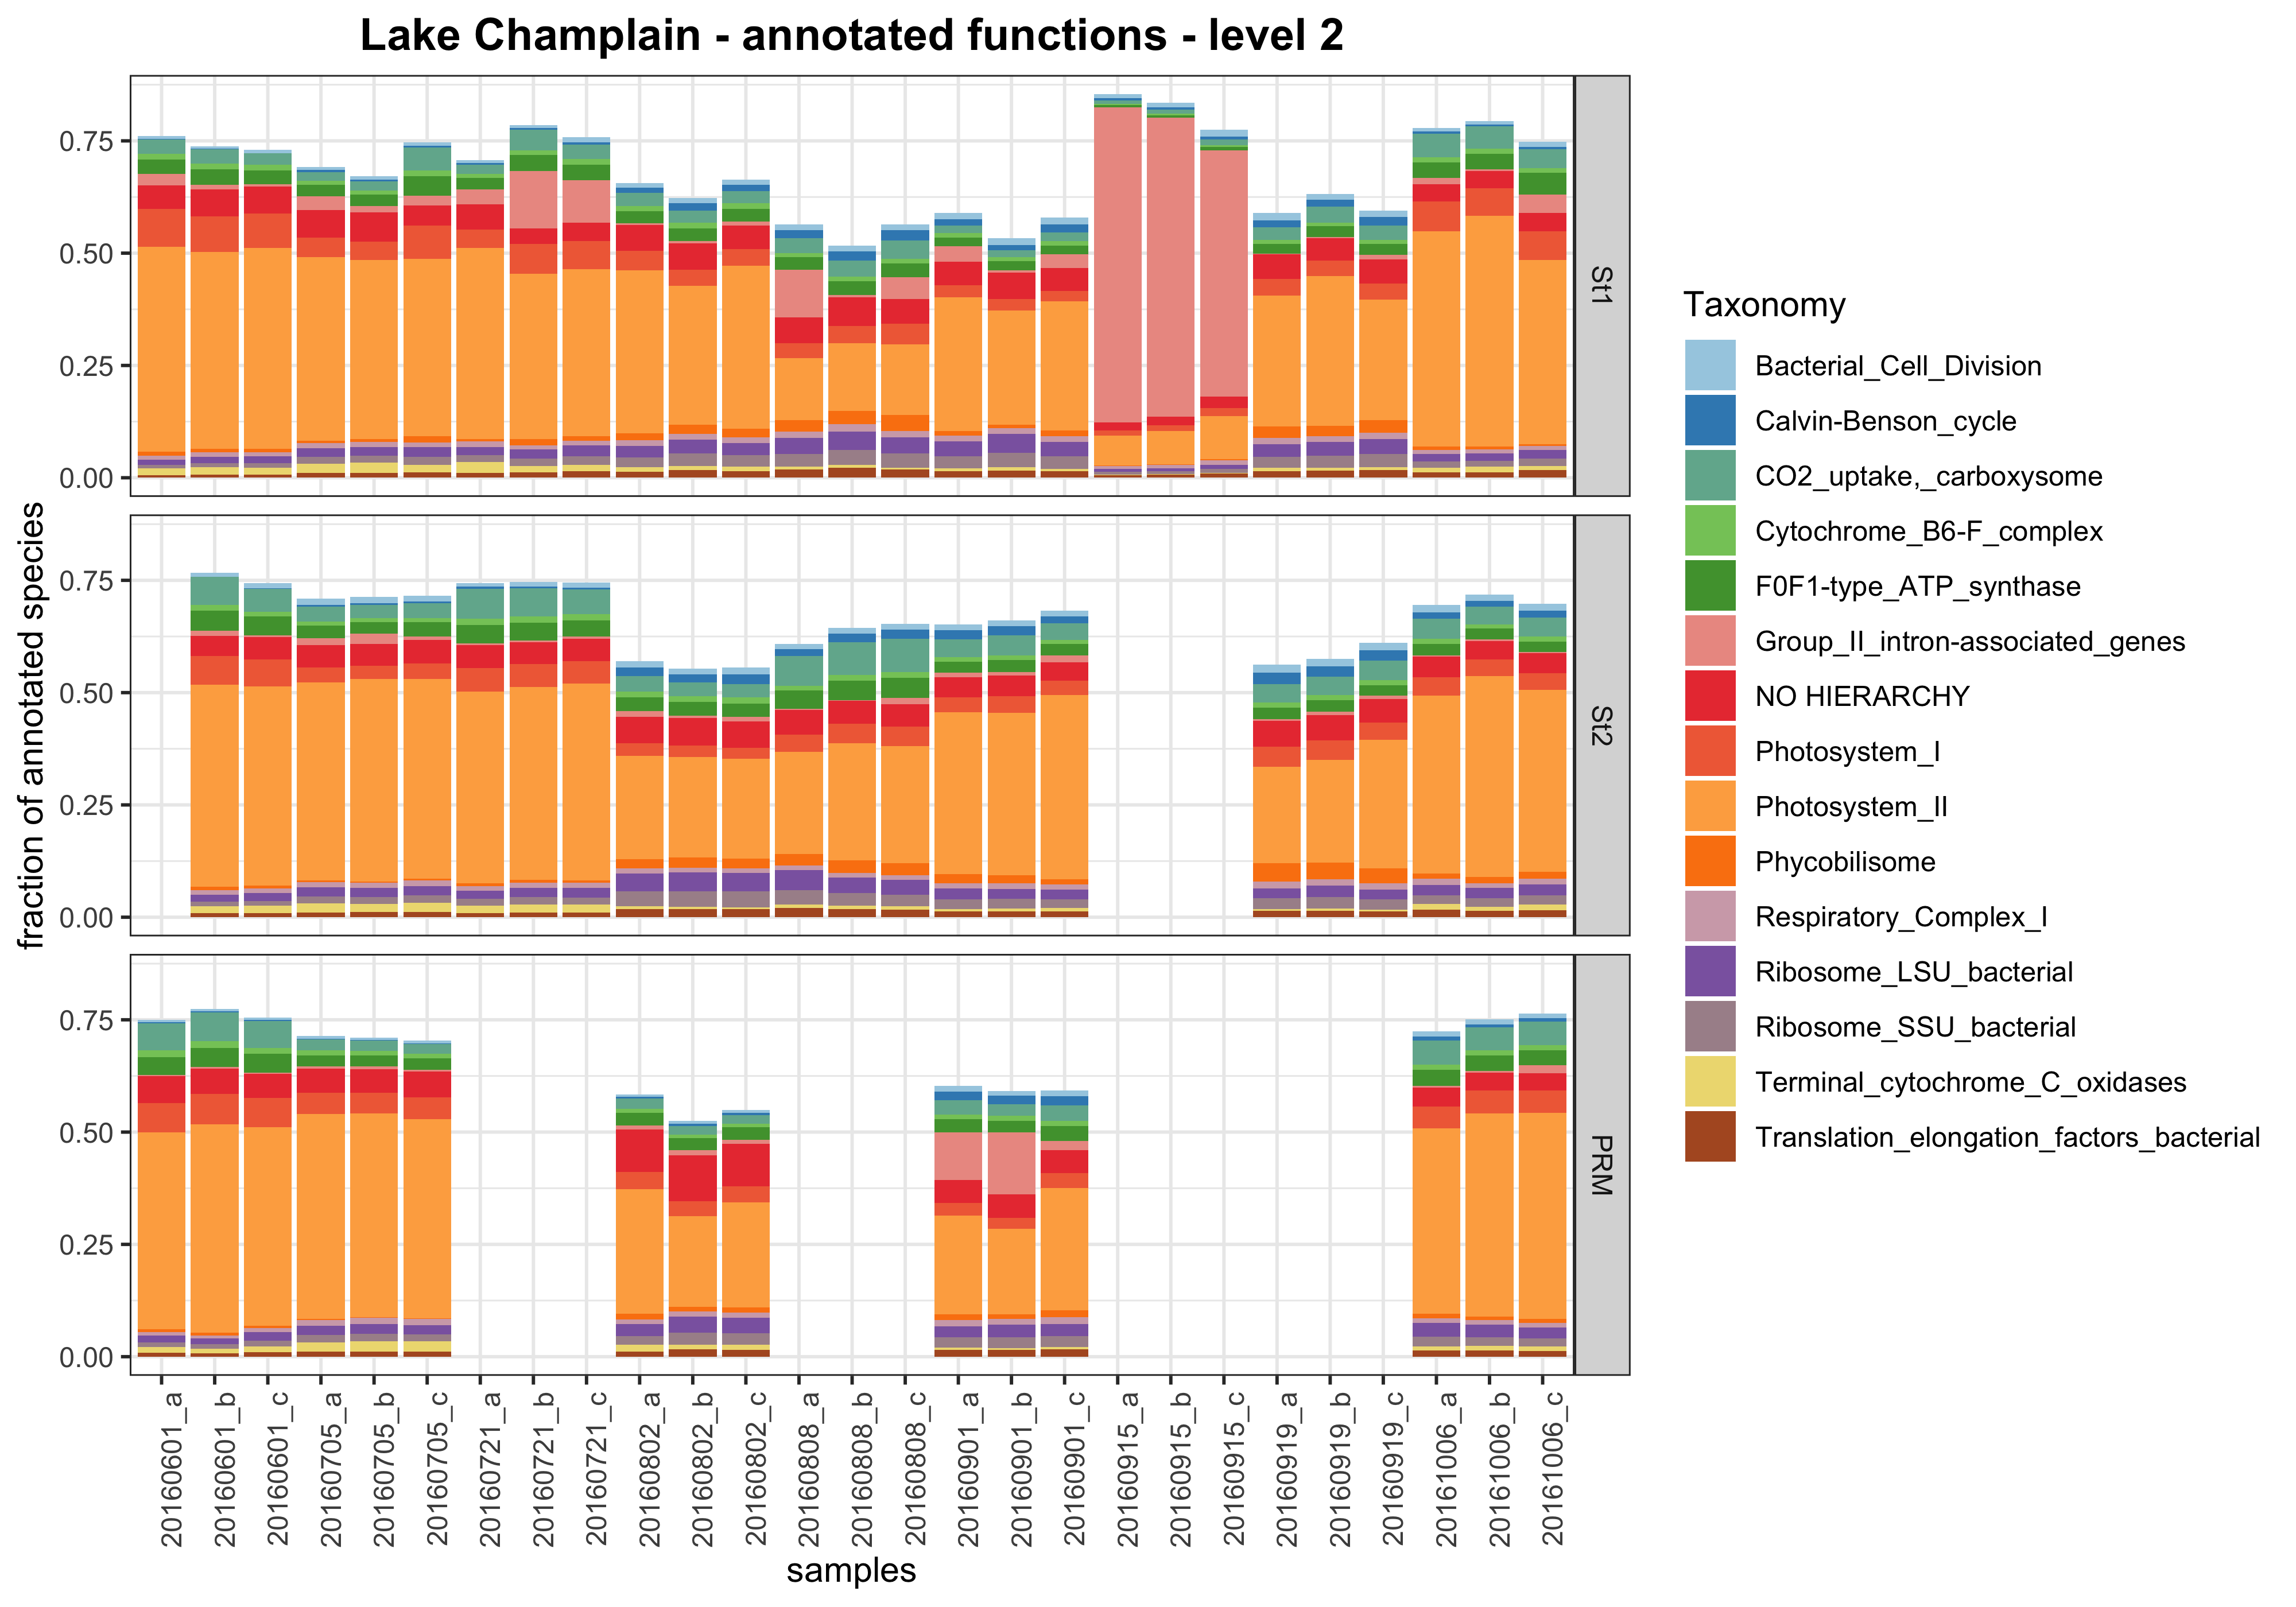 Lake Champlain - annotated functions - level 2
fraction of annotated species
0.75
0.50
0.25
0.00
St1
0.75
0.50
0.25
0.00
St2
0.75
0.50
0.25
0.00
PRM
20160601_a
20160601_b
20160601_c
20160705_a
20160705_b
20160705_c
20160721_a
20160721_b
20160721_c
20160802_a
20160802_b
20160802_c
20160808_a
20160808_b
20160808_c
20160901_a
20160901_b
20160901_c
20160915_a
20160915_b
20160915_c
20160919_a
20160919_b
20160919_c
20161006_a
20161006_b
20161006_c
samples
Taxonomy
Bacterial_Cell_Division
Calvin-Benson_cycle
CO2_uptake,_carboxysome
Cytochrome_B6-F_complex
F0F1-type_ATP_synthase
Group_II_intron-associated_genes
NO HIERARCHY
Photosystem_I
Photosystem_II
Phycobilisome
Respiratory_Complex_I
Ribosome_LSU_bacterial
Ribosome_SSU_bacterial
Terminal_cytochrome_C_oxidases
Translation_elongation_factors_bacterial